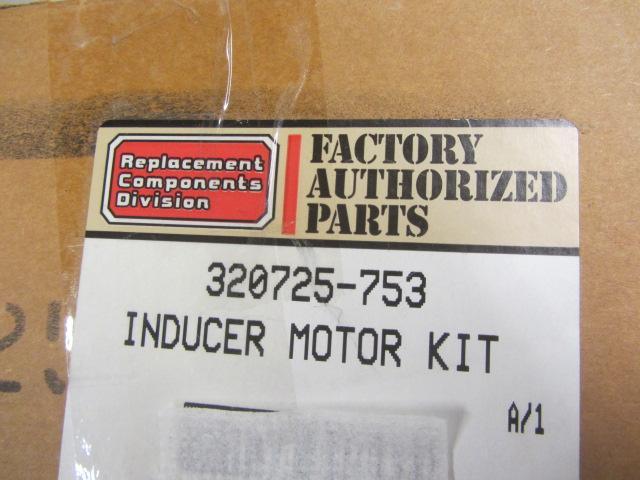 Replacement
Components
Division
FACTORY
AUTHORIZED
PARTS
320725-753
INDUCER MOTOR KIT
A/1